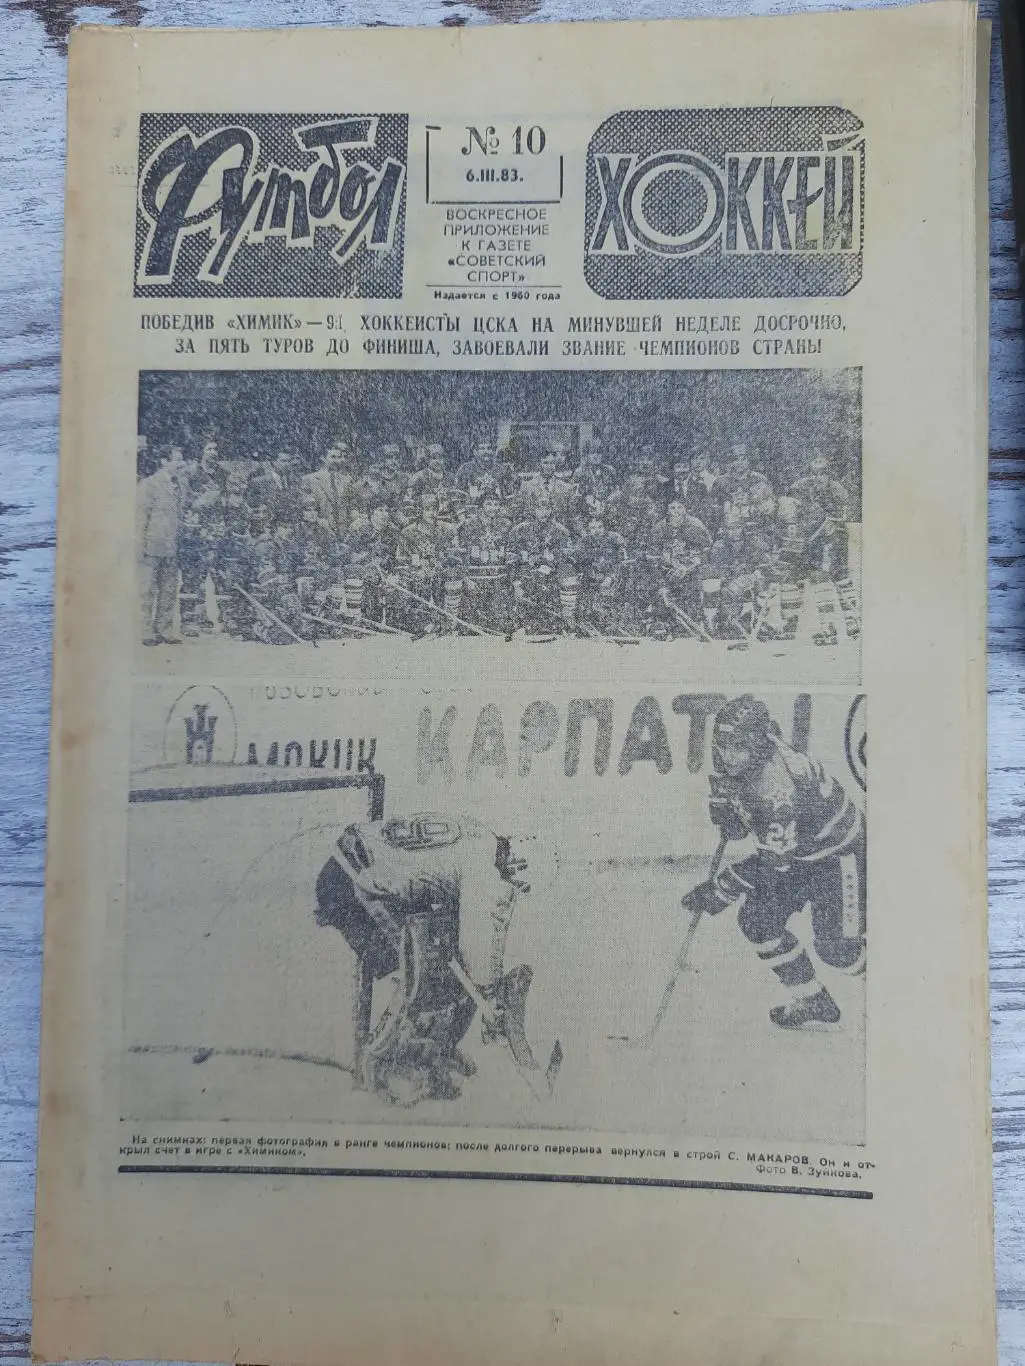 Футбол
№ 10
6.III.83.
ВОСКРЕСНОЕ
ПРИЛОЖЕНИЕ
К ГАЗЕТЕ
«СОВЕТСКИЙ
СПОРТ»
Издается с 1960 года
ХОККЕЙ
ПОБЕДИВ «ХИМИК» — 9:1, ХОККЕИСТЫ ЦСКА НА МИНУВШЕЙ НЕДЕЛЕ ДОСРОЧНО,
ЗА ПЯТЬ ТУРОВ ДО ФИНИША, ЗАВОЕВАЛИ ЗВАНИЕ ЧЕМПИОНОВ СТРАНЫ
МОКИК
КАРПАТЫ
24
На снимках: первая фотография в ранге чемпионов; после долгого перерыва вернулся в строй С. МАКАРОВ. Он и от-
крыл счет в игре с «Химиком».
Фото В. Зуйкова.